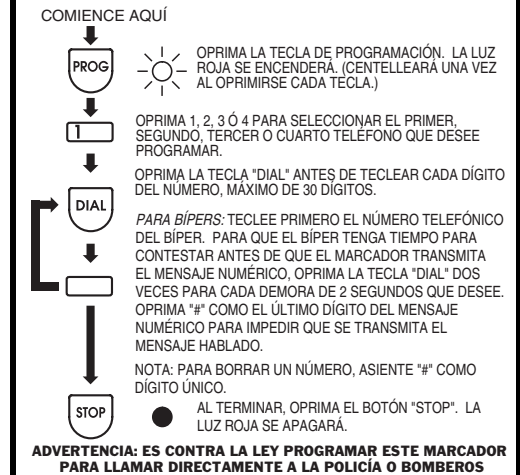 COMIENCE AQUÍ
PROG
OPRIMA LA TECLA DE PROGRAMACIÓN. LA LUZ
ROJA SE ENCENDERÁ. (CENTELLEARÁ UNA VEZ
AL OPRIMIRSE CADA TECLA.)
1
OPRIMA 1, 2, 3 Ó 4 PARA SELECCIONAR EL PRIMER,
SEGUNDO, TERCER O CUARTO TELÉFONO QUE DESEE
PROGRAMAR.
OPRIMA LA TECLA "DIAL" ANTES DE TECLEAR CADA DÍGITO
DEL NÚMERO, MÁXIMO DE 30 DÍGITOS.
DIAL
PARA BÍPERS: TECLEE PRIMERO EL NÚMERO TELEFÓNICO
DEL BÍPER. PARA QUE EL BÍPER TENGA TIEMPO PARA
CONTESTAR ANTES DE QUE EL MARCADOR TRANSMITA
EL MENSAJE NUMÉRICO, OPRIMA LA TECLA "DIAL" DOS
VECES PARA CADA DEMORA DE 2 SEGUNDOS QUE DESEE.
OPRIMA "#" COMO EL ÚLTIMO DÍGITO DEL MENSAJE
NUMÉRICO PARA IMPEDIR QUE SE TRANSMITA EL
MENSAJE HABLADO.
NOTA: PARA BORRAR UN NÚMERO, ASIENTE "#" COMO
DÍGITO ÚNICO.
STOP
AL TERMINAR, OPRIMA EL BOTÓN "STOP". LA
LUZ ROJA SE APAGARÁ.
ADVERTENCIA: ES CONTRA LA LEY PROGRAMAR ESTE MARCADOR
PARA LLAMAR DIRECTAMENTE A LA POLICÍA O BOMBEROS